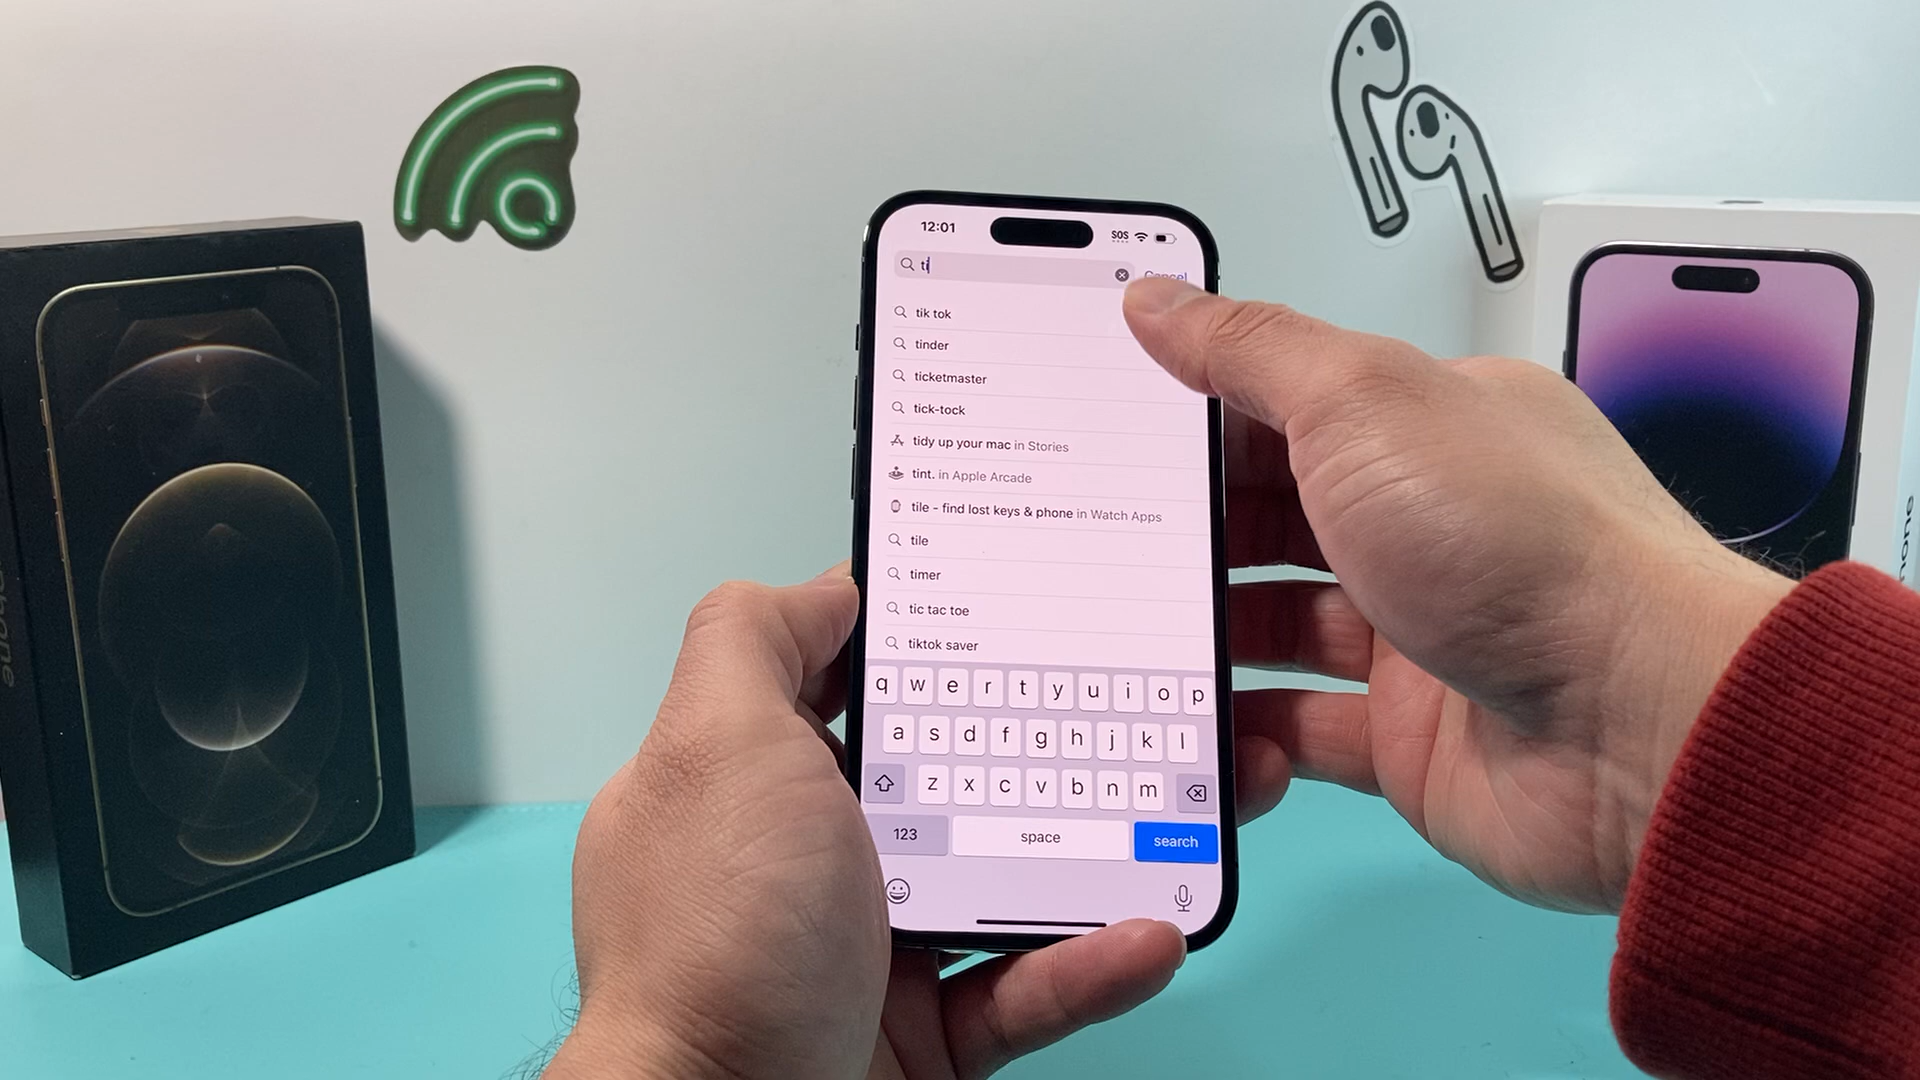 12:01
SOS
ti
Cancel
tik tok
tinder
ticketmaster
tick-tock
tidy up your mac in Stories
tint. in Apple Arcade
tile - find lost keys & phone in Watch Apps
tile
timer
tic tac toe
tiktok saver
q w e r t y u i o p
a s d f g h j k l
z x c v b n m
123
space
search